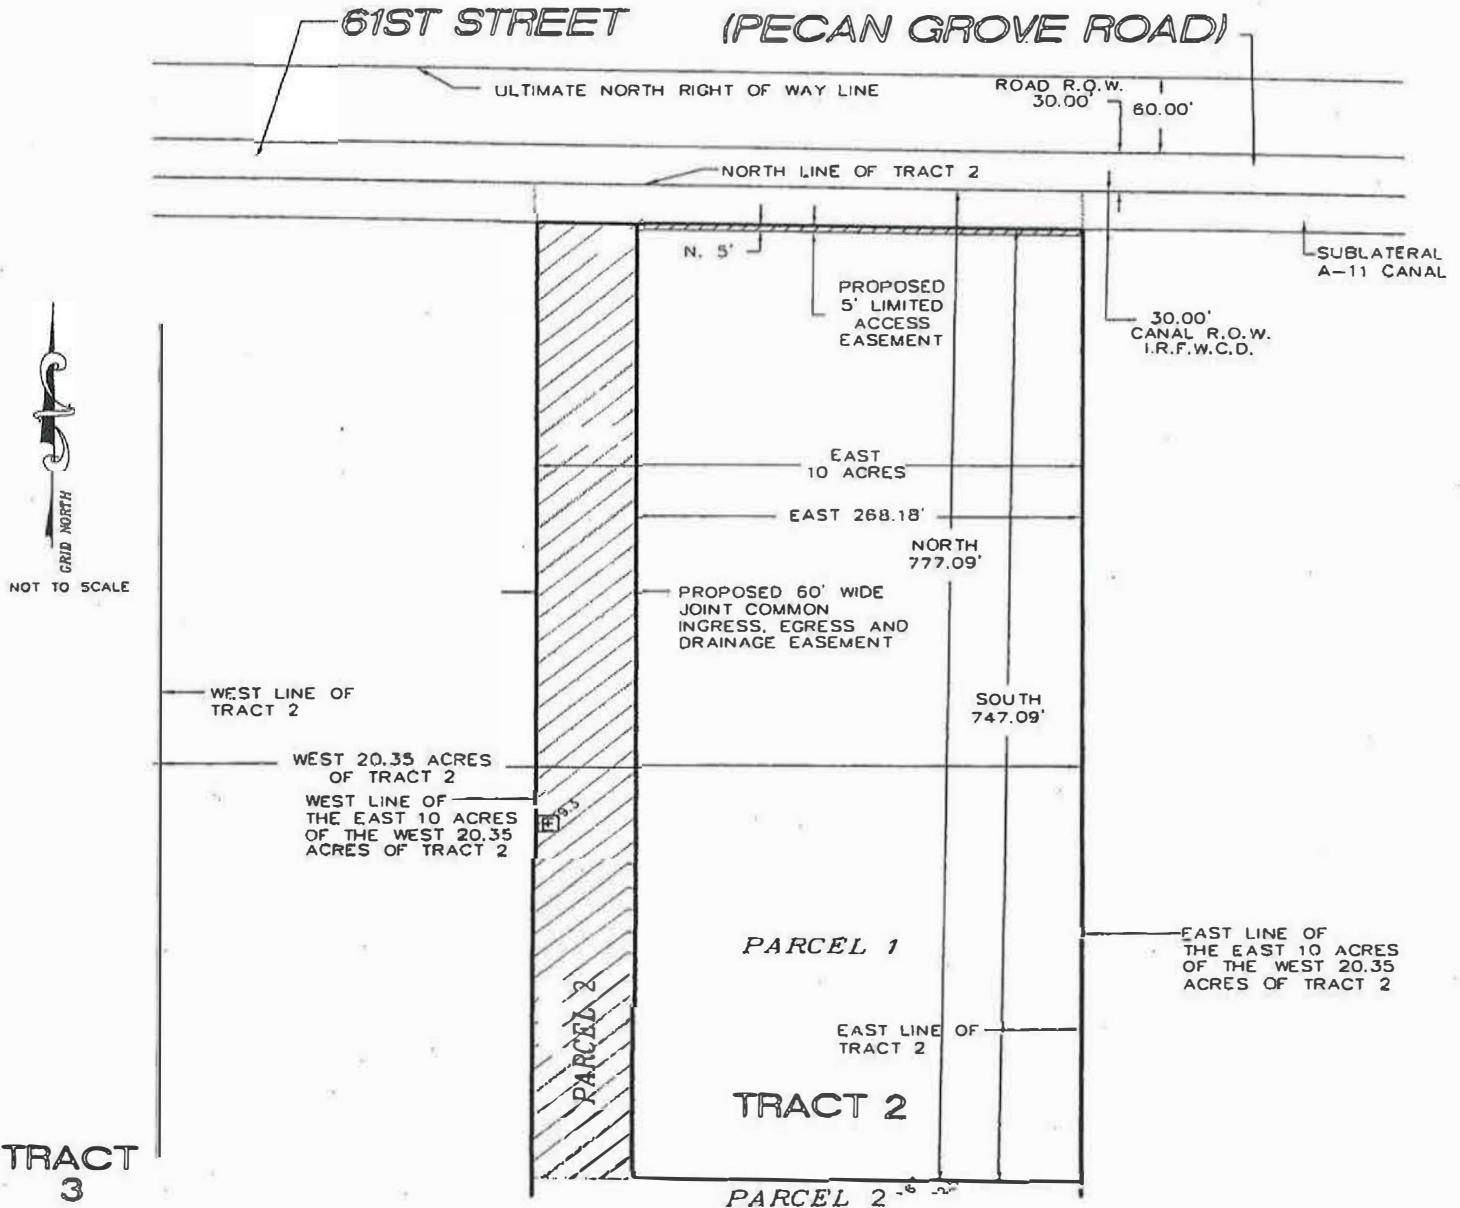 61ST STREET (PECAN GROVE ROAD)
ULTIMATE NORTH RIGHT OF WAY LINE
ROAD R.O.W.
30.00'
60.00'
NORTH LINE OF TRACT 2
N. 5'
SUBLATERAL
A-11 CANAL
PROPOSED
5' LIMITED
ACCESS
EASEMENT
30.00'
CANAL R.O.W.
I.R.F.W.C.D.
GRID NORTH
NOT TO SCALE
EAST
10 ACRES
EAST 268.18'
NORTH
777.09'
PROPOSED 60' WIDE
JOINT COMMON
INGRESS, EGRESS AND
DRAINAGE EASEMENT
WEST LINE OF
TRACT 2
SOUTH
747.09'
WEST 20.35 ACRES
OF TRACT 2
WEST LINE OF
THE EAST 10 ACRES
OF THE WEST 20.35
ACRES OF TRACT 2
9.5
PARCEL 1
EAST LINE OF
THE EAST 10 ACRES
OF THE WEST 20.35
ACRES OF TRACT 2
PARCEL 2
EAST LINE OF
TRACT 2
TRACT 2
TRACT
3
PARCEL 2